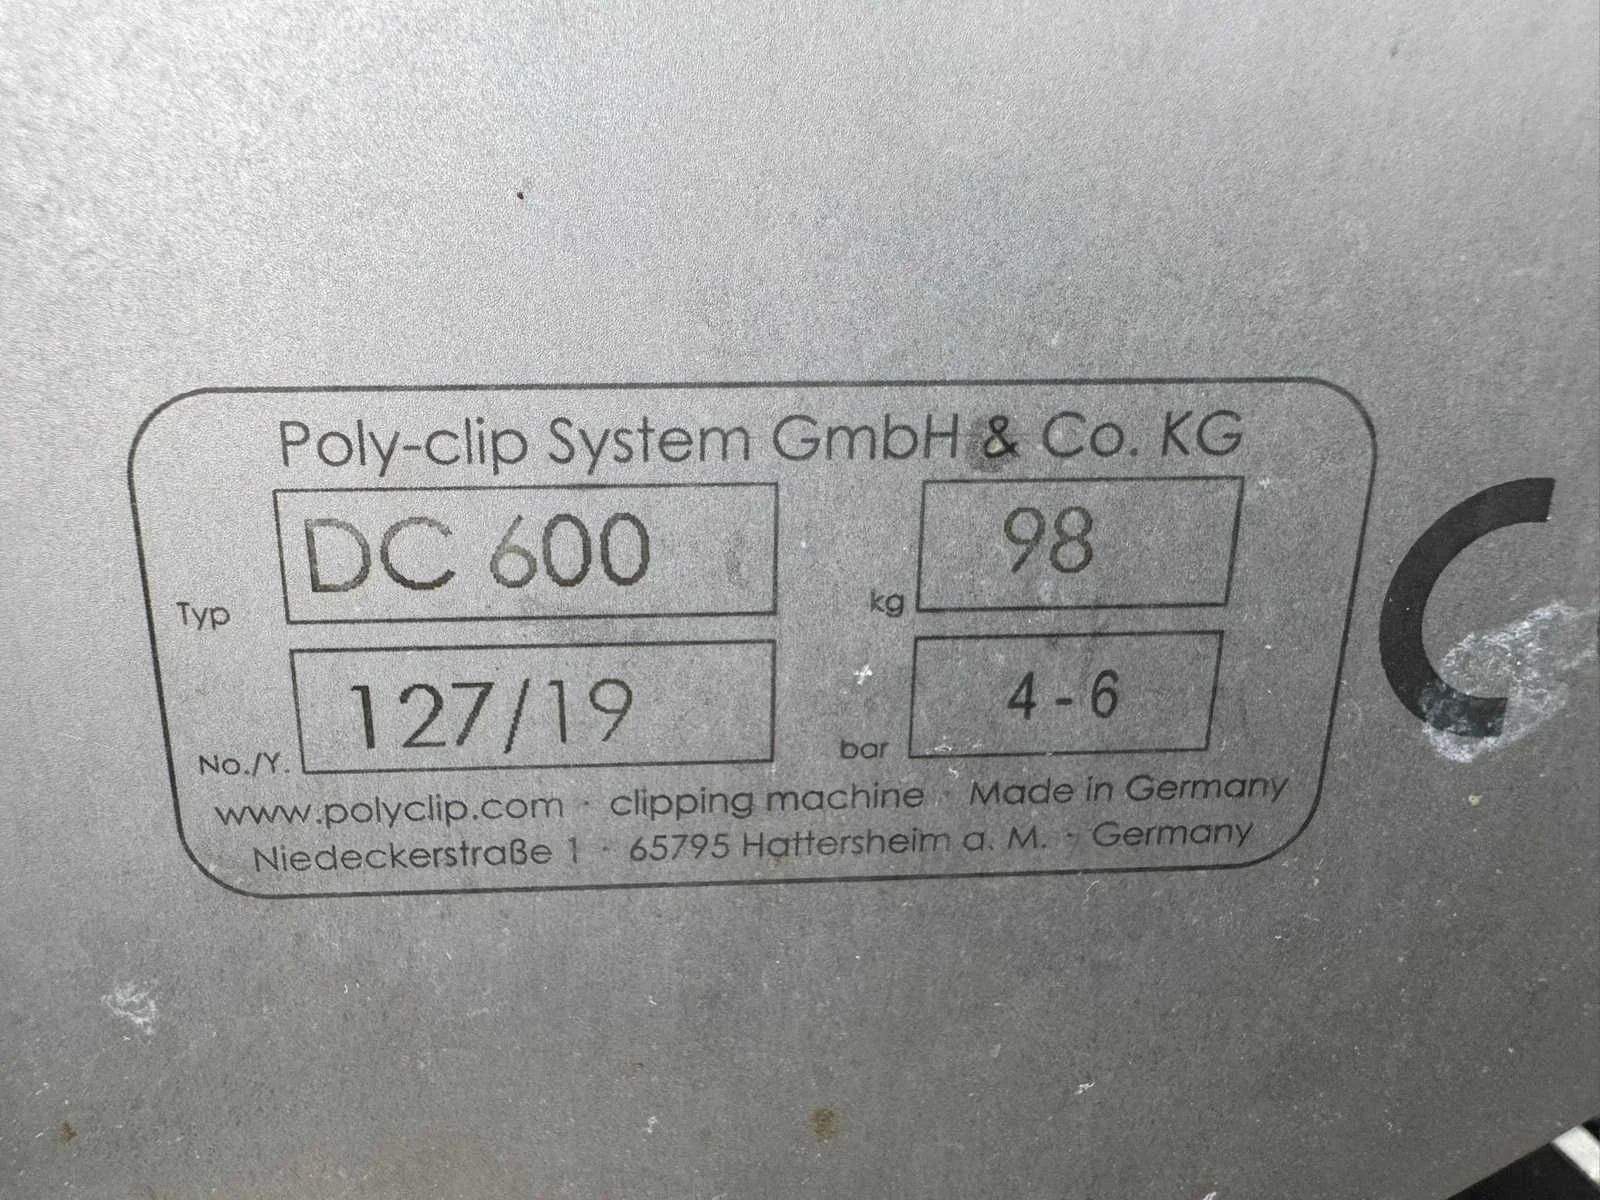 Poly-clip System GmbH & Co. KG
Typ DC 600 kg 98
No./Y. 127/19 bar 4 - 6
www.polyclip.com · clipping machine · Made in Germany
Niedeckerstraße 1 · 65795 Hattersheim a. M. · Germany
C